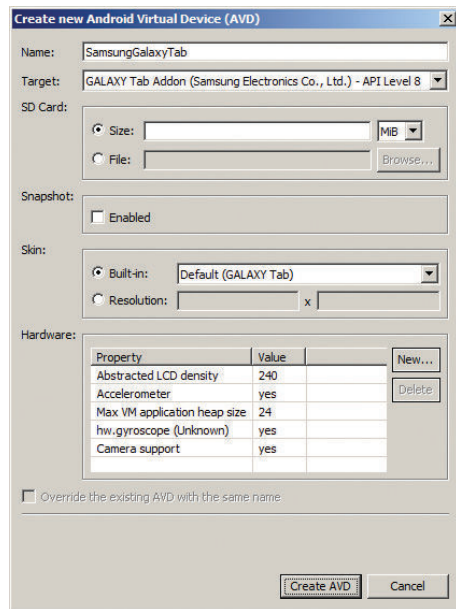 Create new Android Virtual Device (AVD)
Name: SamsungGalaxyTab
Target: GALAXY Tab Addon (Samsung Electronics Co., Ltd.) - API Level 8
SD Card:
Size: MiB
File: Browse...
Snapshot:
Enabled
Skin:
Built-in: Default (GALAXY Tab)
Resolution: x
Hardware:
Property Value New...
Abstracted LCD density 240
Accelerometer yes Delete
Max VM application heap size 24
hw.gyroscope (Unknown) yes
Camera support yes
Override the existing AVD with the same name
Create AVD Cancel